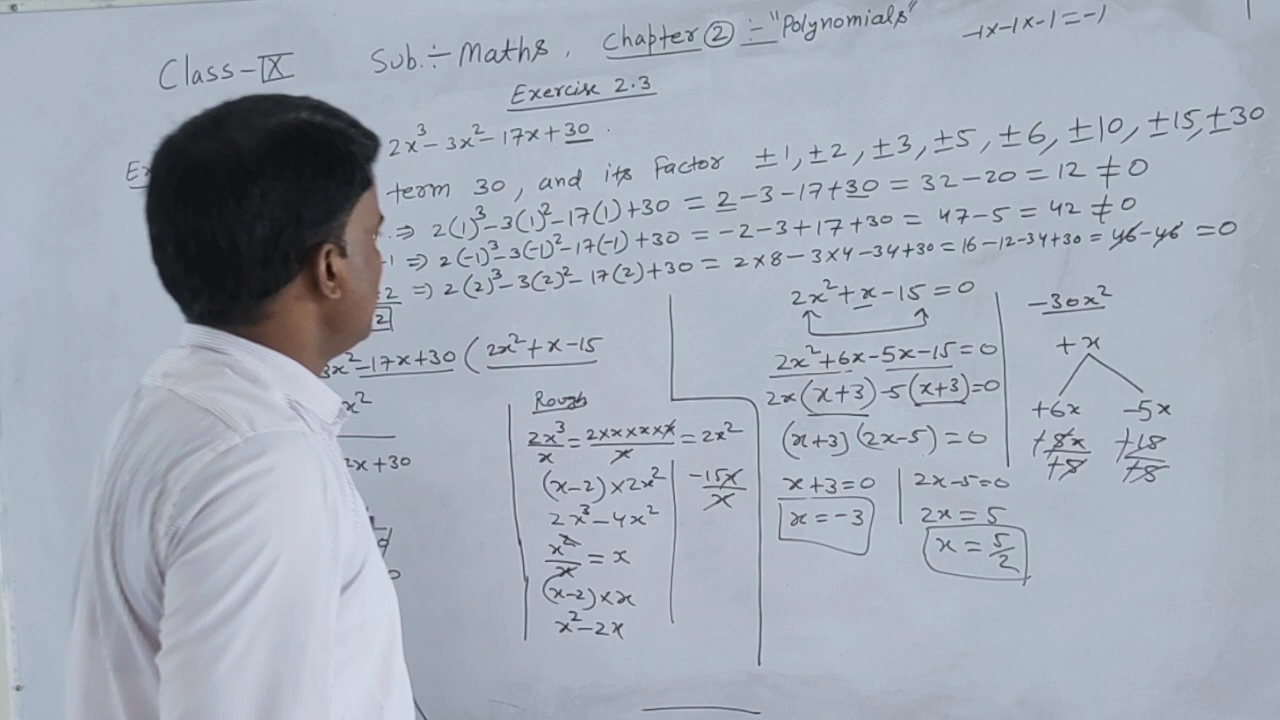 Class-IX Sub.:- Maths, Chapter ② :- "Polynomials" -1x-1x-1=-1
Exercise 2.3
2x³-3x²-17x+30.
term 30, and its Factor ±1, ±2, ±3, ±5, ±6, ±10, ±15, ±30
⇒ 2(1)³-3(1)²-17(1)+30 = 2-3-17+30 = 32-20 = 12 ≠ 0
-1 ⇒ 2(-1)³-3(-1)²-17(-1)+30 = -2-3+17+30 = 47-5 = 42 ≠ 0
2 ⇒ 2(2)³-3(2)²-17(2)+30 = 2×8-3×4-34+30 = 16-12-34+30 = 46-46 = 0
2
3x²-17x+30 ( 2x²+x-15
x²
2x+30
Rough
2x³/x = 2×x×x×x/x = 2x²
(x-2)×2x²
2x³-4x²
x²/x = x
(x-2)×x
x²-2x
-15x/x
2x²+x-15=0
2x²+6x-5x-15=0
2x(x+3)-5(x+3)=0
(x+3)(2x-5)=0
x+3=0
x=-3
2x-5=0
2x=5
x=5/2
-30x²
+x
+6x -5x